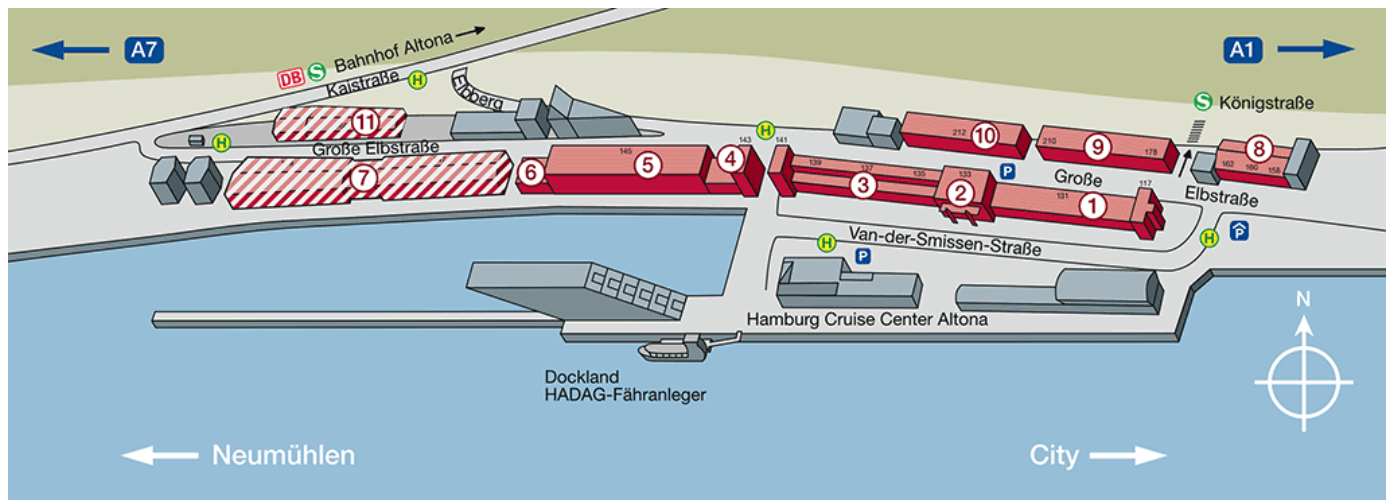 A7
A1
DB S Bahnhof Altona
Kaistraße
H
Elbberg
S Königstraße
11
H
Große Elbstraße
H
143
141
212
10
210
9
178
8
162
160
158
7
6
145
5
4
139
137
135
3
133
2
P
Große
131
1
117
Elbstraße
Van-der-Smissen-Straße
H
P
H
P
Hamburg Cruise Center Altona
Dockland
HADAG-Fähranleger
N
Neumühlen
City